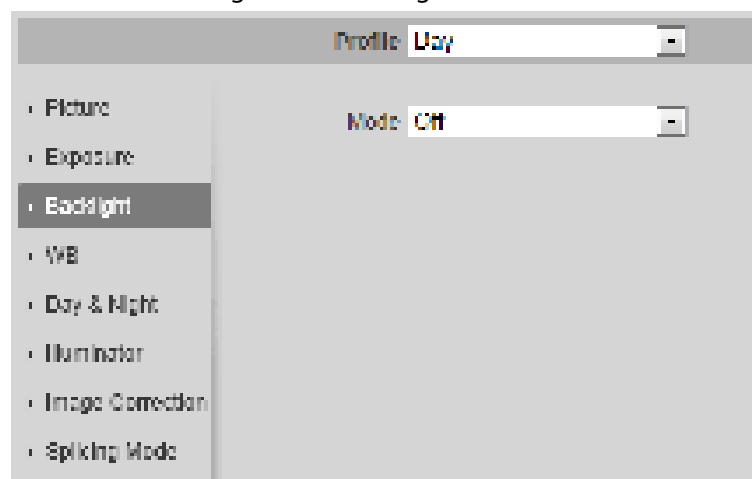 Profile Day
Mode Off
Picture
Exposure
Backlight
WB
Day & Night
Illuminator
Image Correction
Splicing Mode